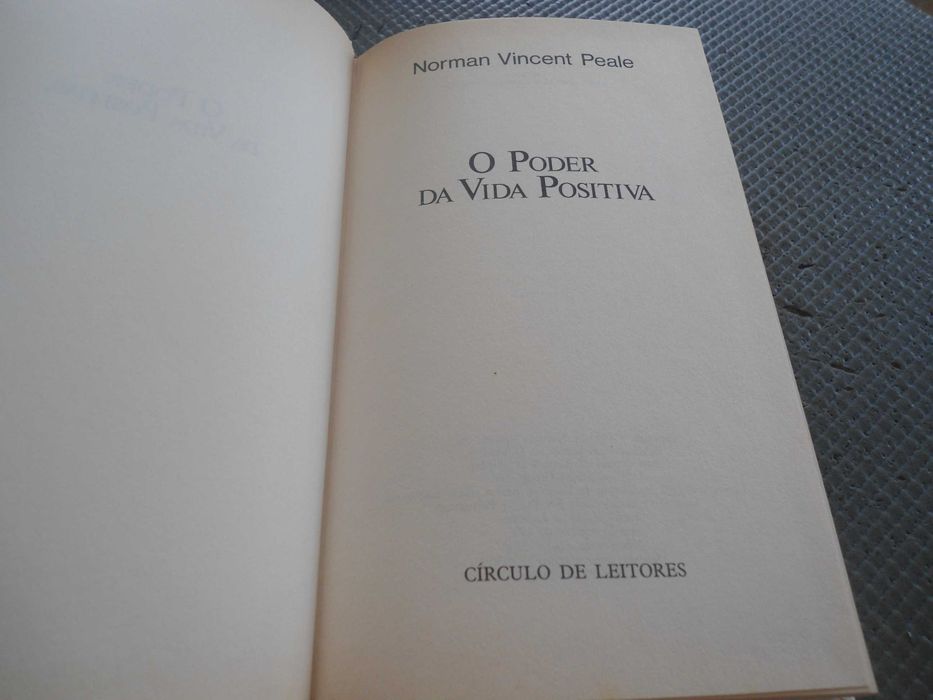 Norman Vincent Peale
O PODER
DA VIDA POSITIVA
CÍRCULO DE LEITORES